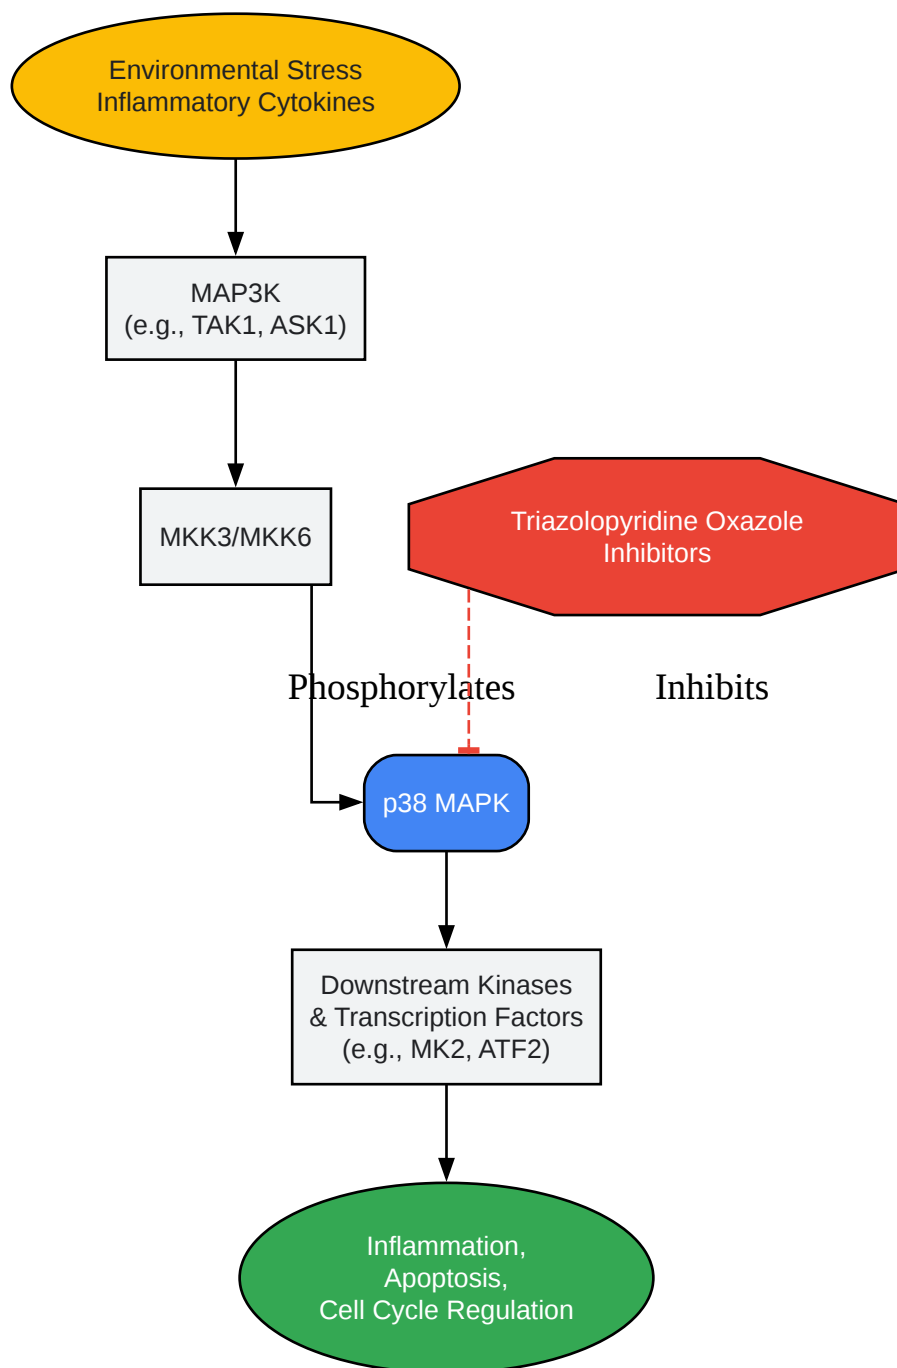 Environmental Stress
Inflammatory Cytokines
MAP3K
(e.g., TAK1, ASK1)
MKK3/MKK6
Triazolopyridine Oxazole
Inhibitors
Phosphorylates
Inhibits
p38 MAPK
Downstream Kinases
& Transcription Factors
(e.g., MK2, ATF2)
Inflammation,
Apoptosis,
Cell Cycle Regulation